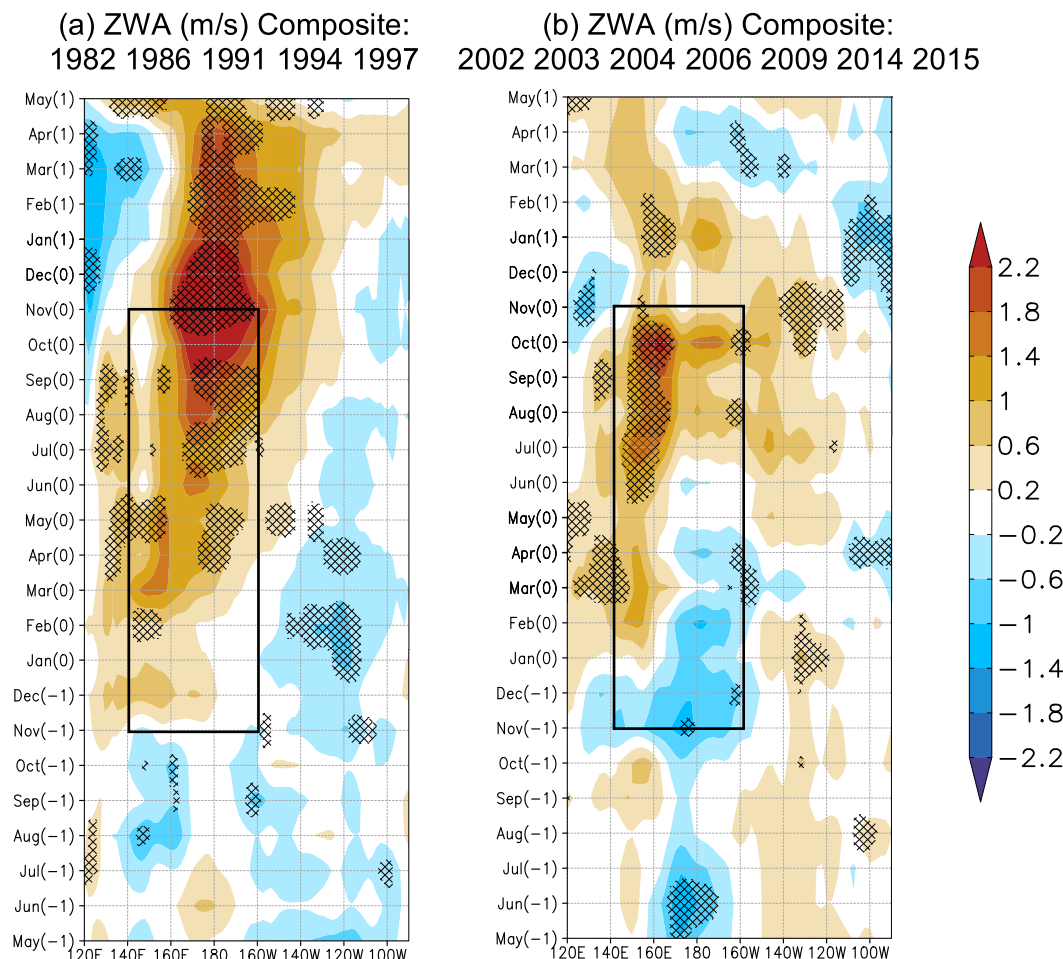 (a) ZWA (m/s) Composite:
1982 1986 1991 1994 1997
May(1)
Apr(1)
Mar(1)
Feb(1)
Jan(1)
Dec(0)
Nov(0)
Oct(0)
Sep(0)
Aug(0)
Jul(0)
Jun(0)
May(0)
Apr(0)
Mar(0)
Feb(0)
Jan(0)
Dec(-1)
Nov(-1)
Oct(-1)
Sep(-1)
Aug(-1)
Jul(-1)
Jun(-1)
May(-1)
120E 140E 160E 180 160W 140W 120W 100W
(b) ZWA (m/s) Composite:
2002 2003 2004 2006 2009 2014 2015
May(1)
Apr(1)
Mar(1)
Feb(1)
Jan(1)
Dec(0)
Nov(0)
Oct(0)
Sep(0)
Aug(0)
Jul(0)
Jun(0)
May(0)
Apr(0)
Mar(0)
Feb(0)
Jan(0)
Dec(-1)
Nov(-1)
Oct(-1)
Sep(-1)
Aug(-1)
Jul(-1)
Jun(-1)
May(-1)
120E 140E 160E 180 160W 140W 120W 100W
2.2
1.8
1.4
1
0.6
0.2
−0.2
−0.6
−1
−1.4
−1.8
−2.2